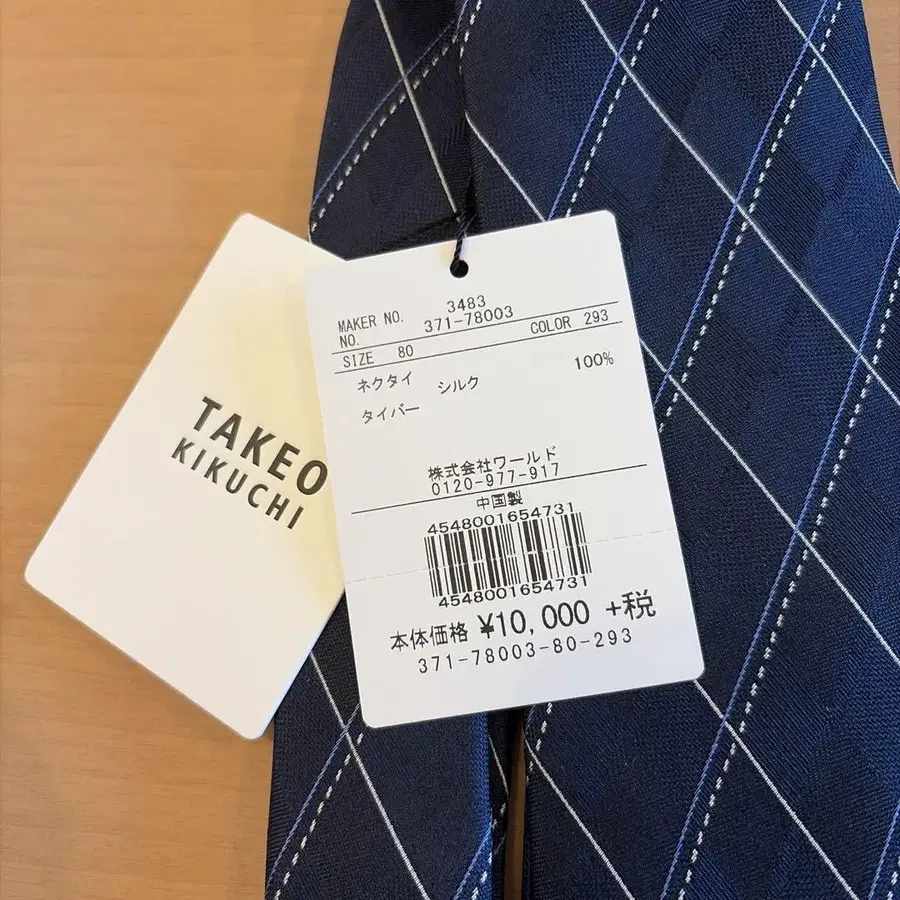 TAKEO
KIKUCHI
MAKER NO. 3483
NO. 371-78003
SIZE 80 COLOR 293
ネクタイ シルク 100%
タイバー
株式会社ワールド
0120-977-917
中国製
4548001654731
4548001654731
本体価格 ¥10,000 +税
371-78003-80-293